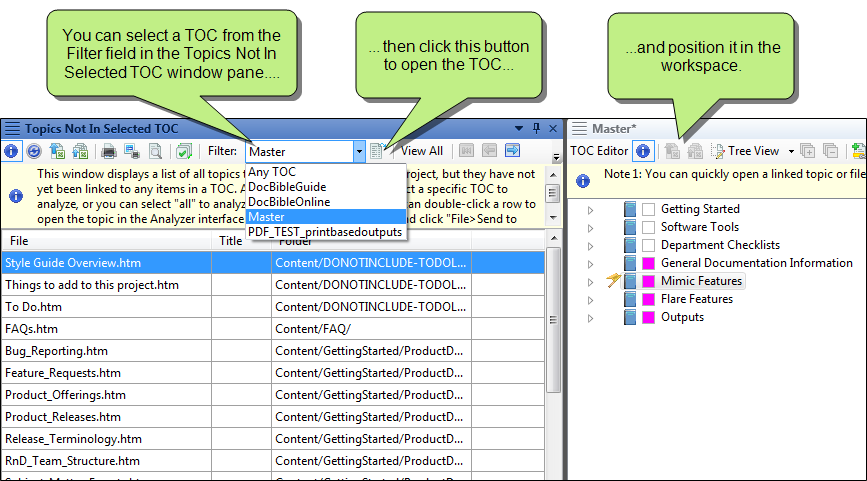 You can select a TOC from the
Filter field in the Topics Not In
Selected TOC window pane....
...then click this button
to open the TOC...
...and position it in the
workspace.
Topics Not In Selected TOC
Filter: Master View All
Any TOC
DocBibleGuide
DocBibleOnline
Master
PDF_TEST_printbasedoutputs
This window displays a list of all topics roject, but they have not
yet been linked to any items in a TOC. A ct a specific TOC to
analyze, or you can select "all" to analy an double-click a row to
open the topic in the Analyzer interface nd click "File>Send to
File Title Folder
Style Guide Overview.htm Content/DONOTINCLUDE-TODOL...
Things to add to this project.htm Content/DONOTINCLUDE-TODOL...
To Do.htm Content/DONOTINCLUDE-TODOL...
FAQs.htm Content/FAQ/
Bug_Reporting.htm Content/GettingStarted/ProductD...
Feature_Requests.htm Content/GettingStarted/ProductD...
Product_Offerings.htm Content/GettingStarted/ProductD...
Product_Releases.htm Content/GettingStarted/ProductD...
Release_Terminology.htm Content/GettingStarted/ProductD...
RnD_Team_Structure.htm Content/GettingStarted/ProductD...
Master*
TOC Editor Tree View
Note 1: You can quickly open a linked topic or file
Getting Started
Software Tools
Department Checklists
General Documentation Information
Mimic Features
Flare Features
Outputs